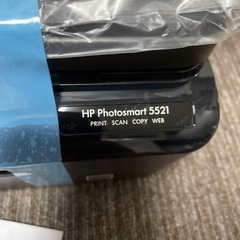 HP Photosmart 5521
PRINT SCAN COPY WEB